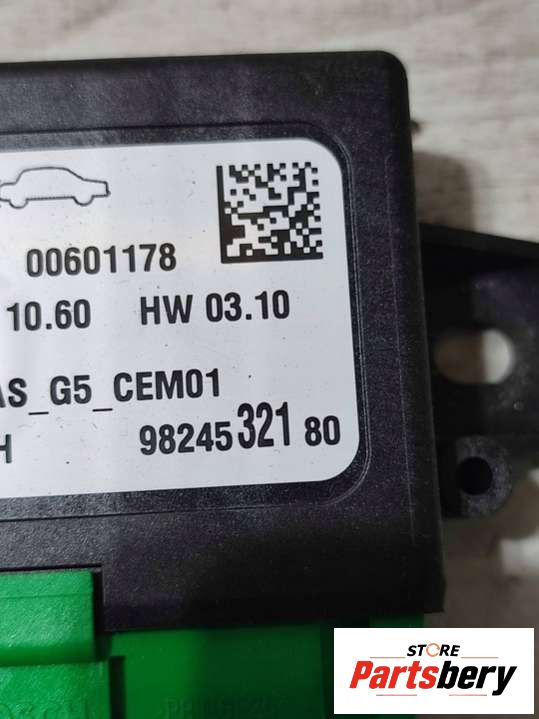 00601178
10.60 HW 03.10
AS_G5_CEM01
H 98245 321 80
STORE
Partsbery